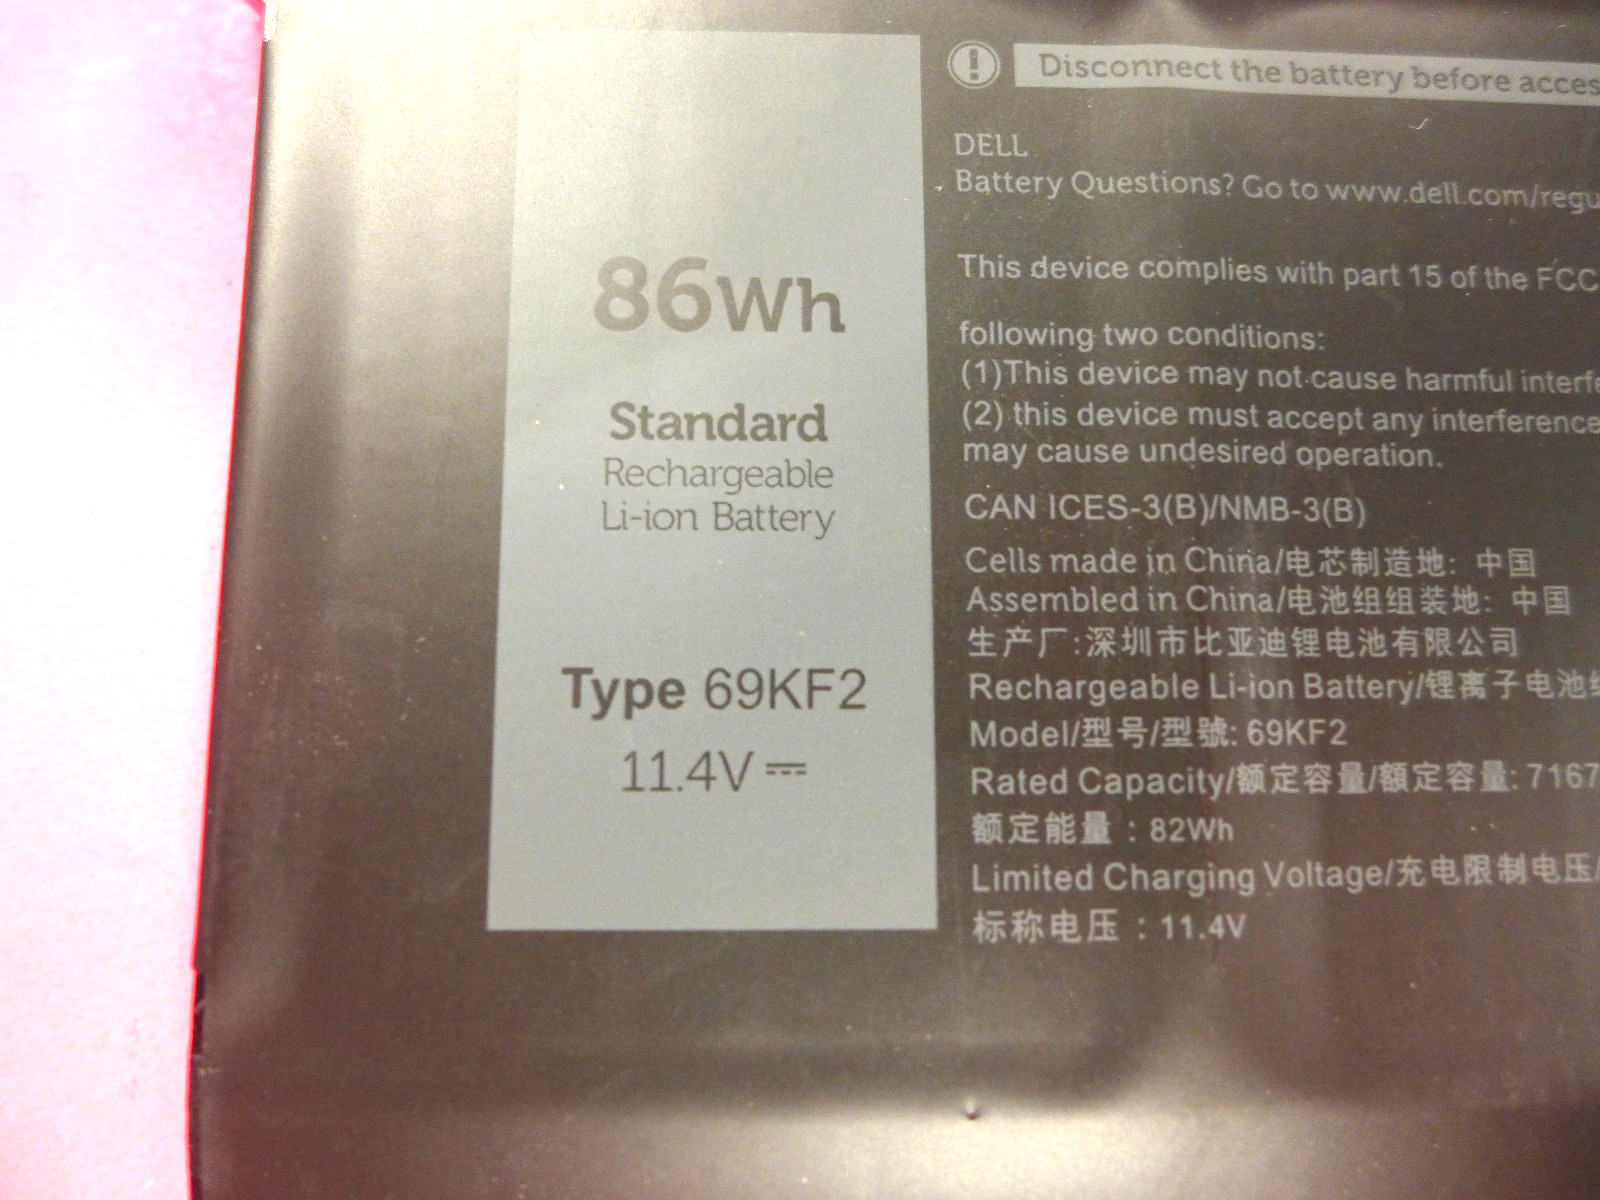 86Wh
Standard
Rechargeable
Li-ion Battery
Type 69KF2
11.4V
Disconnect the battery before acces
DELL
Battery Questions? Go to www.dell.com/regu
This device complies with part 15 of the FCC
following two conditions:
(1)This device may not cause harmful interfe
(2) this device must accept any interference
may cause undesired operation.
CAN ICES-3(B)/NMB-3(B)
Cells made in China/电芯制造地: 中国
Assembled in China/电池组组装地: 中国
生产厂:深圳市比亚迪锂电池有限公司
Rechargeable Li-ion Battery/锂离子电池
Model/型号/型號: 69KF2
Rated Capacity/额定容量/額定容量: 7167
额定能量：82Wh
Limited Charging Voltage/充电限制电压/
标称电压：11.4V